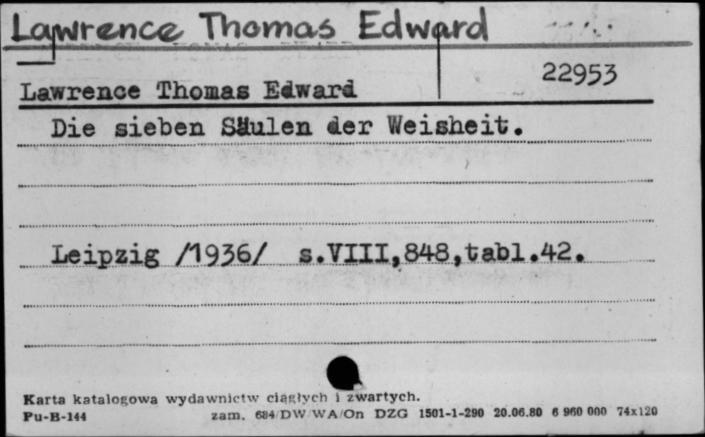 Lawrence Thomas Edward
22953
Lawrence Thomas Edward
Die sieben Säulen der Weisheit.
Leipzig /1936/ s.VIII,848,tabl.42.
Karta katalogowa wydawnictw ciągłych i zwartych.
Pu-B-144 zam. 684/DW/WA/On DZG 1501-1-290 20.06.80 6 960 000 74x120